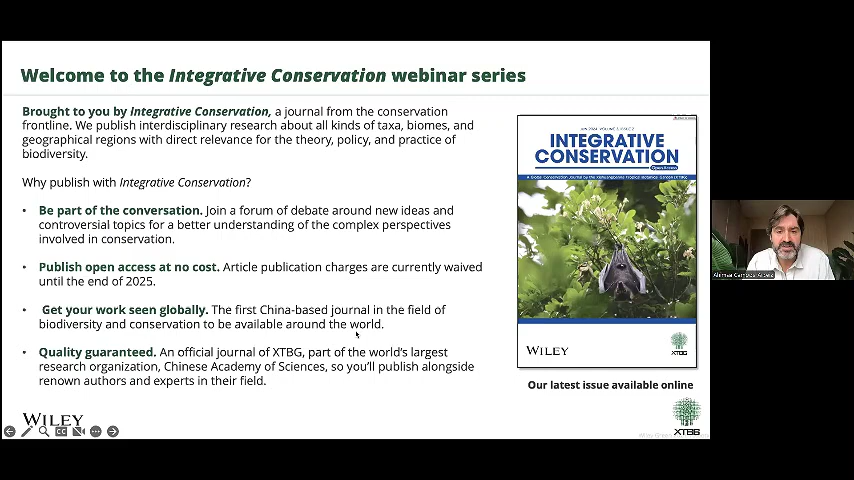 Welcome to the Integrative Conservation webinar series
Brought to you by Integrative Conservation, a journal from the conservation
frontline. We publish interdisciplinary research about all kinds of taxa, biomes, and
geographical regions with direct relevance for the theory, policy, and practice of
biodiversity.
Why publish with Integrative Conservation?
• Be part of the conversation. Join a forum of debate around new ideas and
controversial topics for a better understanding of the complex perspectives
involved in conservation.
• Publish open access at no cost. Article publication charges are currently waived
until the end of 2025.
• Get your work seen globally. The first China-based journal in the field of
biodiversity and conservation to be available around the world.
• Quality guaranteed. An official journal of XTBG, part of the world's largest
research organization, Chinese Academy of Sciences, so you'll publish alongside
renown authors and experts in their field.
WILEY
CC
INTEGRATIVE
CONSERVATION
Open Access
WILEY
XTBG
Our latest issue available online
XTBG